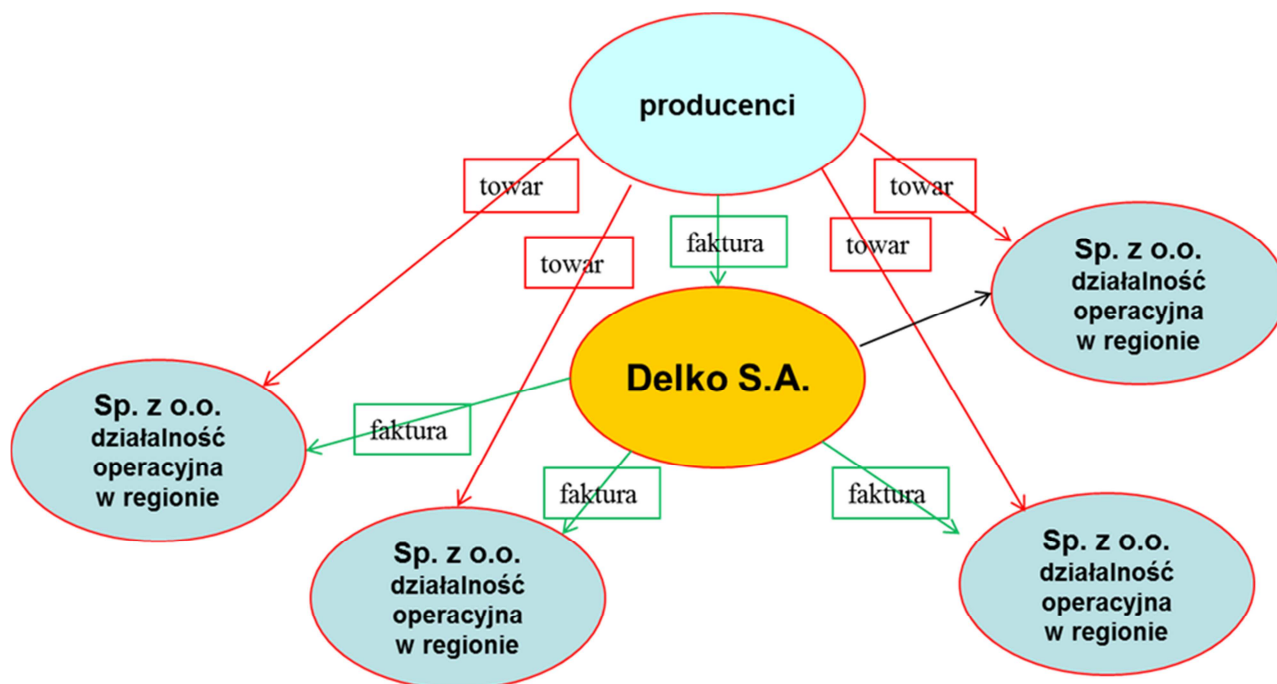 producenci
towar
towar
faktura
towar
towar
Sp. z o.o.
działalność
operacyjna
w regionie
Delko S.A.
Sp. z o.o.
działalność
operacyjna
w regionie
faktura
faktura
faktura
Sp. z o.o.
działalność
operacyjna
w regionie
Sp. z o.o.
działalność
operacyjna
w regionie